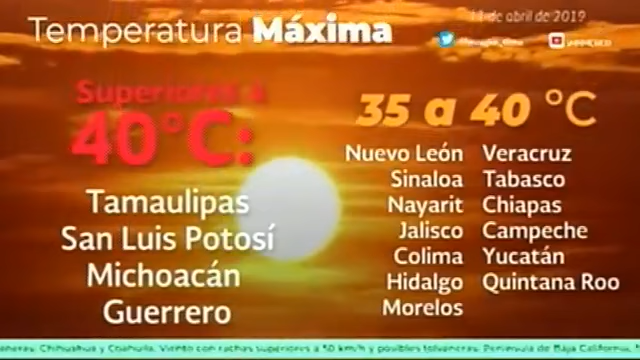 11 de abril de 2019
Temperatura Máxima
Superiores a
40°C:
Tamaulipas
San Luis Potosí
Michoacán
Guerrero
35 a 40 °C
Nuevo León
Sinaloa
Nayarit
Jalisco
Colima
Hidalgo
Morelos
Veracruz
Tabasco
Chiapas
Campeche
Yucatán
Quintana Roo
Chihuahua y Coahuila. Viento con rachas superiores a 50 km/h y posibles tolvaneras: Península de Baja California,